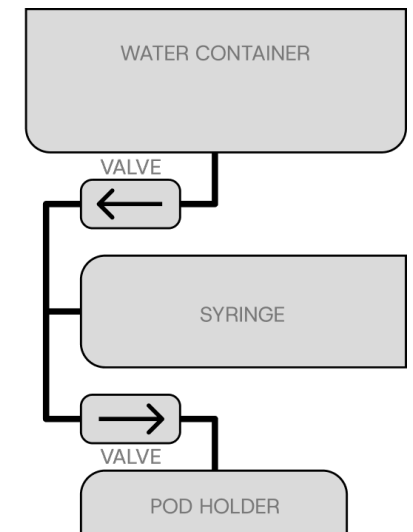 WATER CONTAINER
VALVE
SYRINGE
VALVE
POD HOLDER